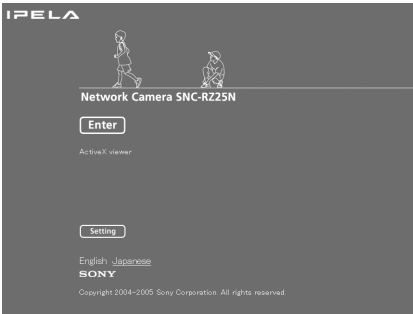 IPELA
Network Camera SNC-RZ25N
Enter
ActiveX viewer
Setting
English Japanese
SONY
Copyright 2004-2005 Sony Corporation. All rights reserved.